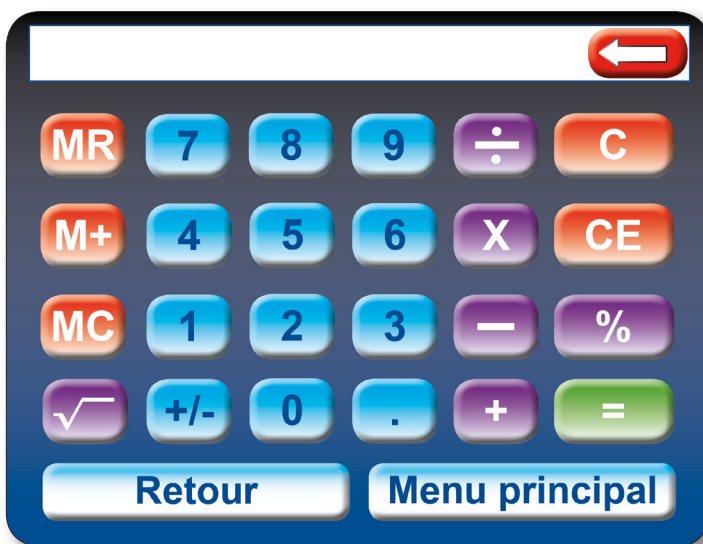 MR 7 8 9 ÷ C
M+ 4 5 6 X CE
MC 1 2 3 — %
√ +/- 0 . + =
Retour Menu principal